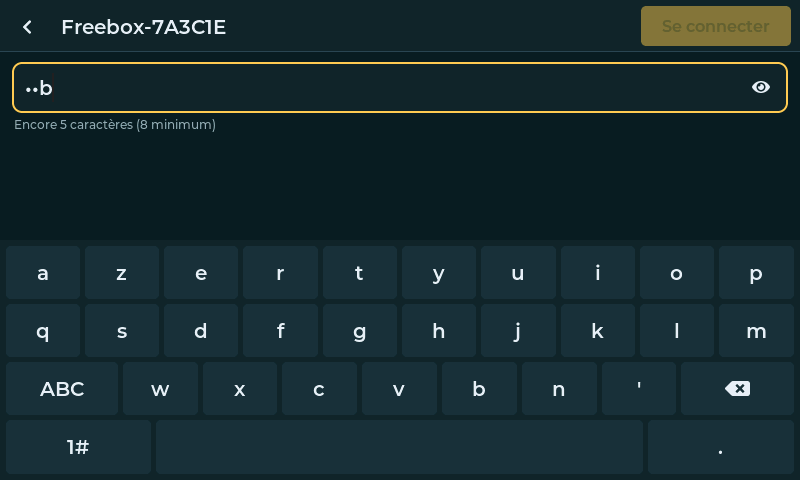 Freebox-7A3C1E
Se connecter
••b
Encore 5 caractères (8 minimum)
a z e r t y u i o p
q s d f g h j k l m
ABC w x c v b n '
1# .